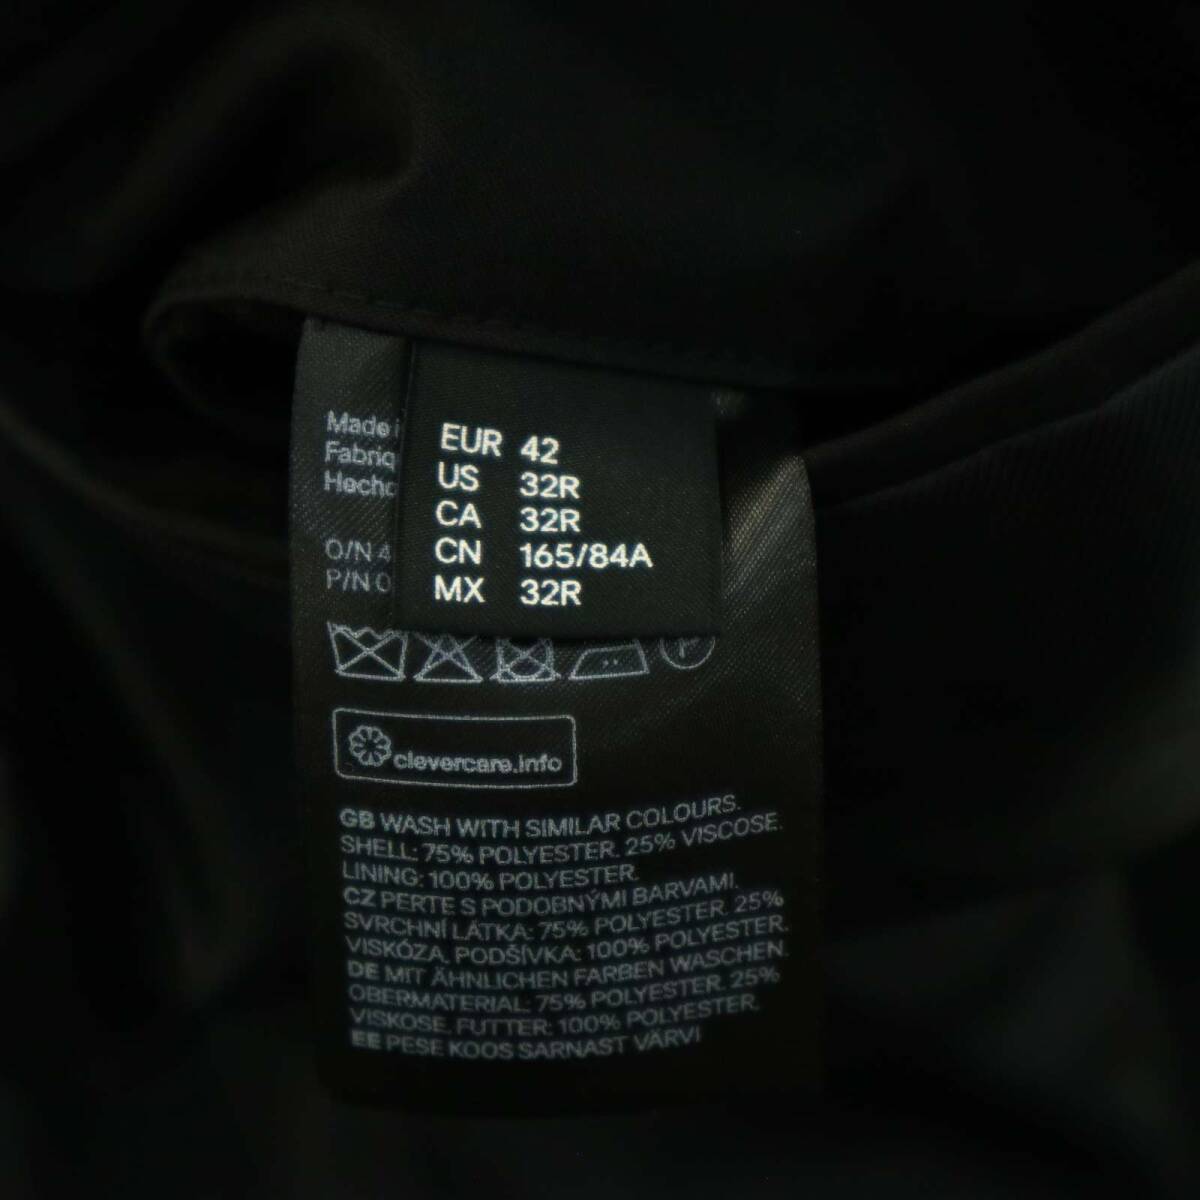 Made i
Fabriq
Hecho
O/N 4
P/N 0
EUR 42
US 32R
CA 32R
CN 165/84A
MX 32R
P
clevercare.info
GB WASH WITH SIMILAR COLOURS.
SHELL: 75% POLYESTER. 25% VISCOSE.
LINING: 100% POLYESTER.
CZ PERTE S PODOBNÝMI BARVAMI.
SVRCHNÍ LÁTKA: 75% POLYESTER. 25%
VISKÓZA. PODŠÍVKA: 100% POLYESTER.
DE MIT ÄHNLICHEN FARBEN WASCHEN.
OBERMATERIAL: 75% POLYESTER. 25%
VISKOSE. FUTTER: 100% POLYESTER.
EE PESE KOOS SARNAST VÄRVI